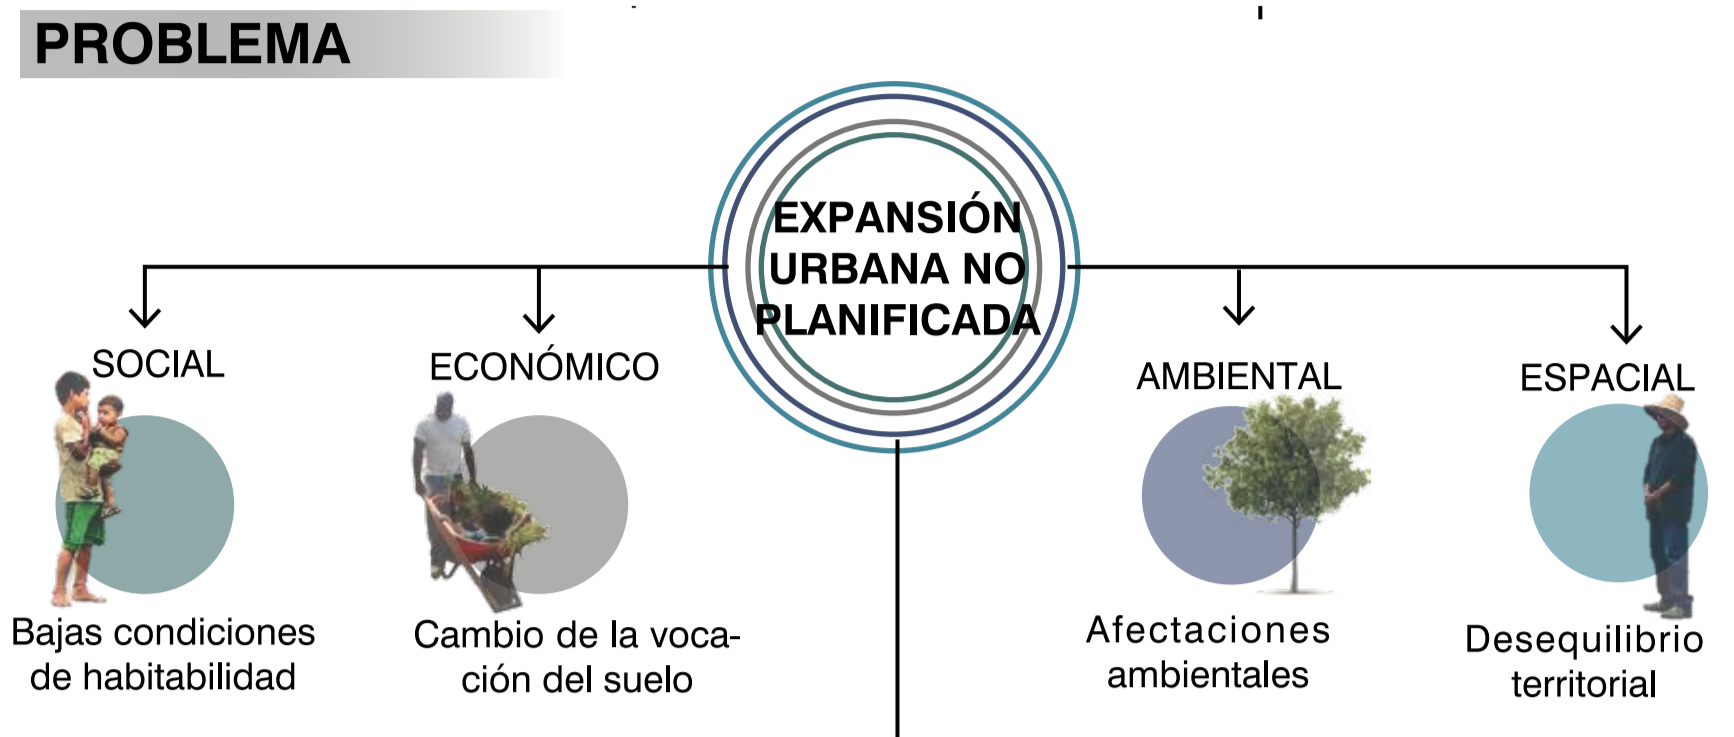 PROBLEMA
EXPANSIÓN
URBANA NO
PLANIFICADA
SOCIAL
ECONÓMICO
AMBIENTAL
ESPACIAL
Bajas condiciones
de habitabilidad
Cambio de la voca-
ción del suelo
Afectaciones
ambientales
Desequilibrio
territorial